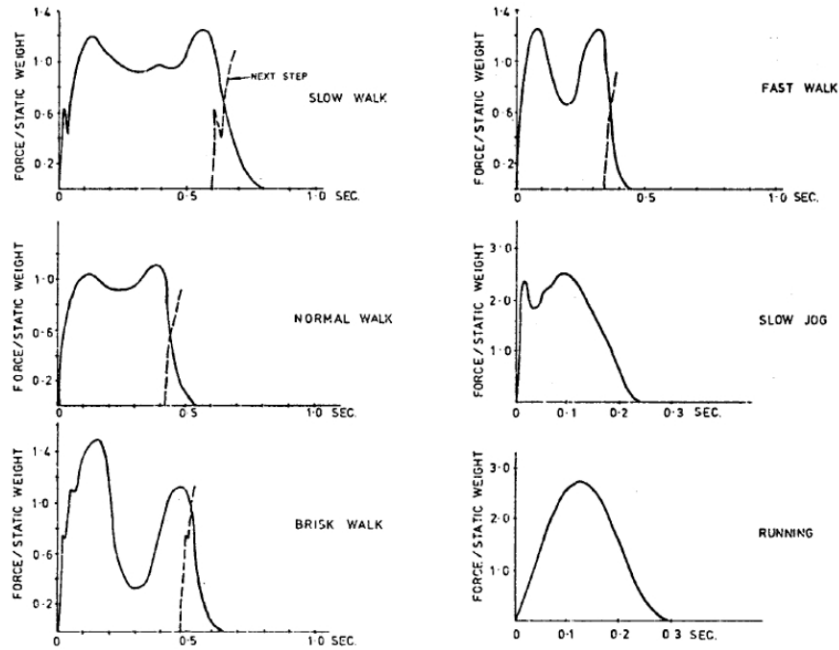 FORCE/STATIC WEIGHT
1·4
1·0
0·6
0·2
0
0·5
1·0 SEC.
NEXT STEP
SLOW WALK
FORCE/STATIC WEIGHT
1·4
1·0
0·6
0·2
0
0·5
1·0 SEC.
FAST WALK
FORCE/STATIC WEIGHT
1·0
0·6
0·2
0
0·5
1·0 SEC.
NORMAL WALK
FORCE/STATIC WEIGHT
3·0
2·0
1·0
0
0·1
0·2
0·3 SEC.
SLOW JOG
FORCE/STATIC WEIGHT
1·4
1·0
0·6
0·2
0
0·5
1·0 SEC.
BRISK WALK
FORCE/STATIC WEIGHT
3·0
2·0
1·0
0
0·1
0·2
0 3 SEC.
RUNNING